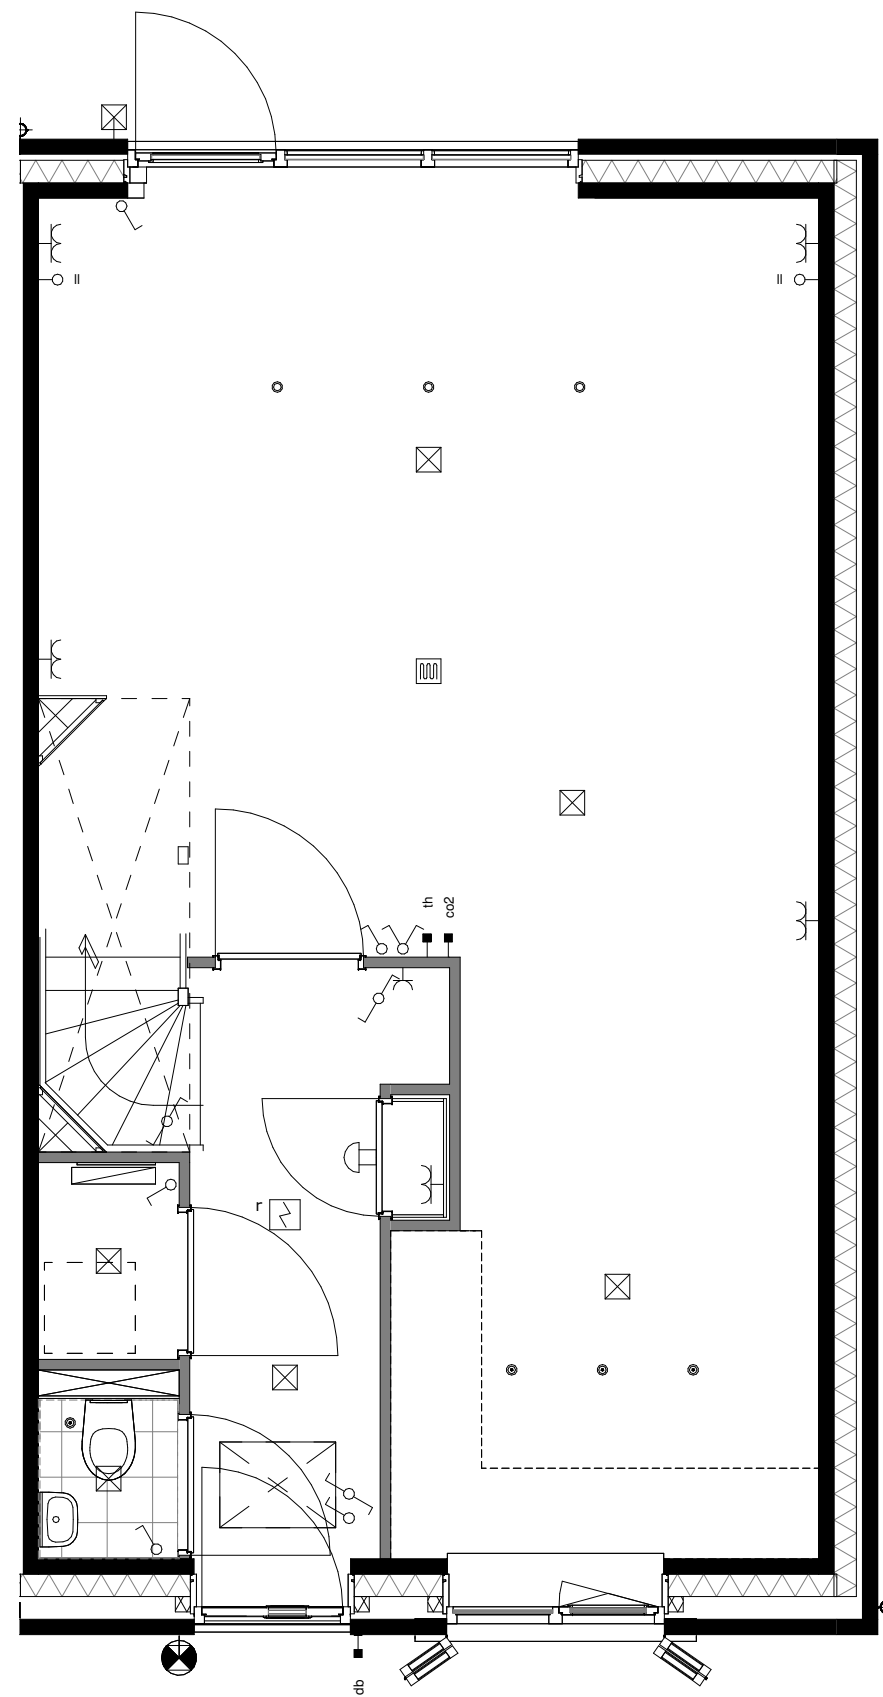 =
=
th
co2
r
db